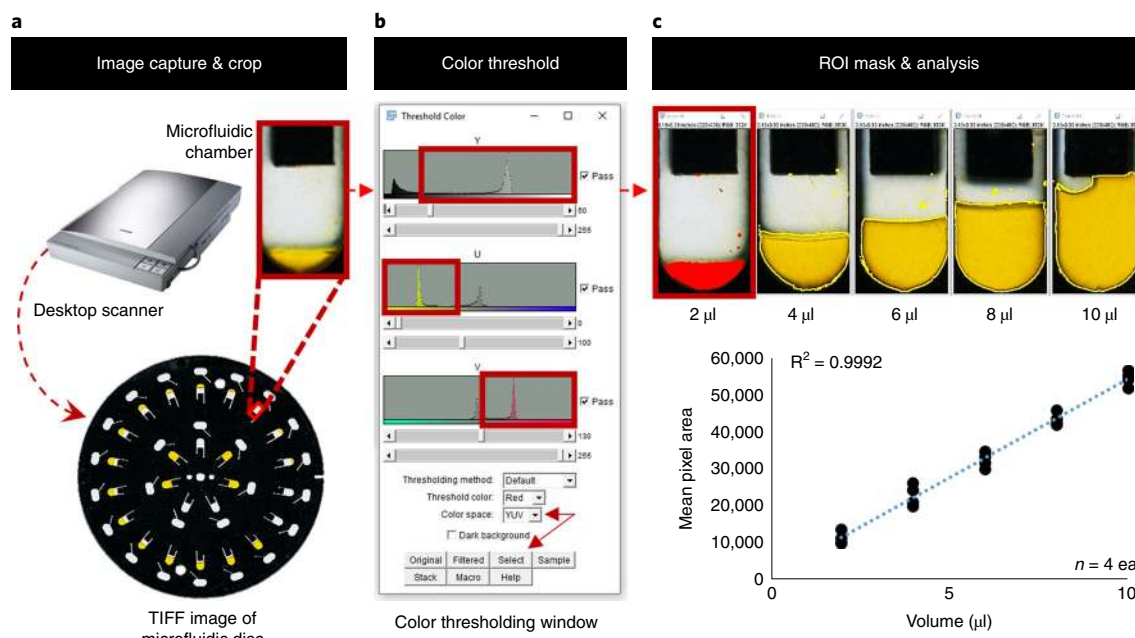 a
Image capture & crop
Microfluidic
chamber
Desktop scanner
TIFF image of
b
Color threshold
Threshold Color
Y
Pass
50
255
U
Pass
0
100
V
Pass
130
255
Thresholding method: Default
Threshold color: Red
Color space: YUV
Dark background
Original Filtered Select Sample
Stack Macro Help
Color thresholding window
c
ROI mask & analysis
2 µl 4 µl 6 µl 8 µl 10 µl
R² = 0.9992
60,000
50,000
40,000
30,000
20,000
10,000
0
Mean pixel area
n = 4 ea
0 5 10
Volume (µl)